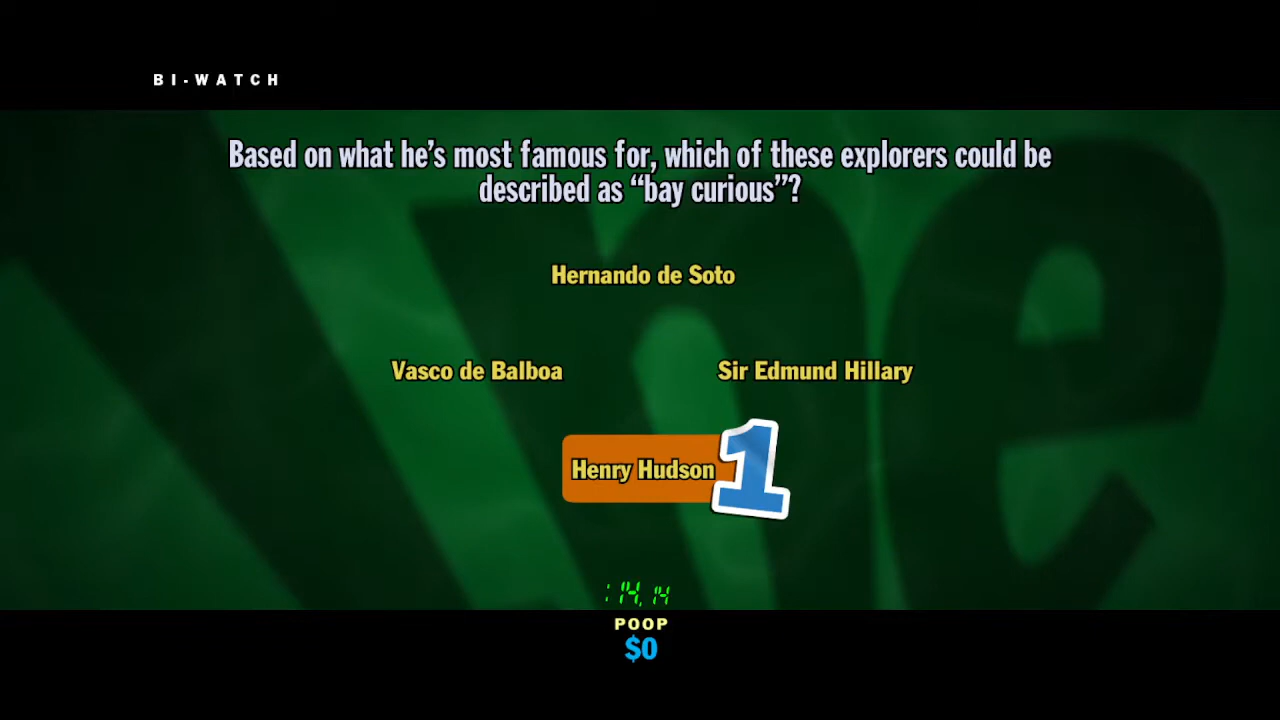 BI-WATCH
Based on what he's most famous for, which of these explorers could be
described as “bay curious”?
Hernando de Soto
Vasco de Balboa
Sir Edmund Hillary
Henry Hudson
1
:14.14
POOP
$0